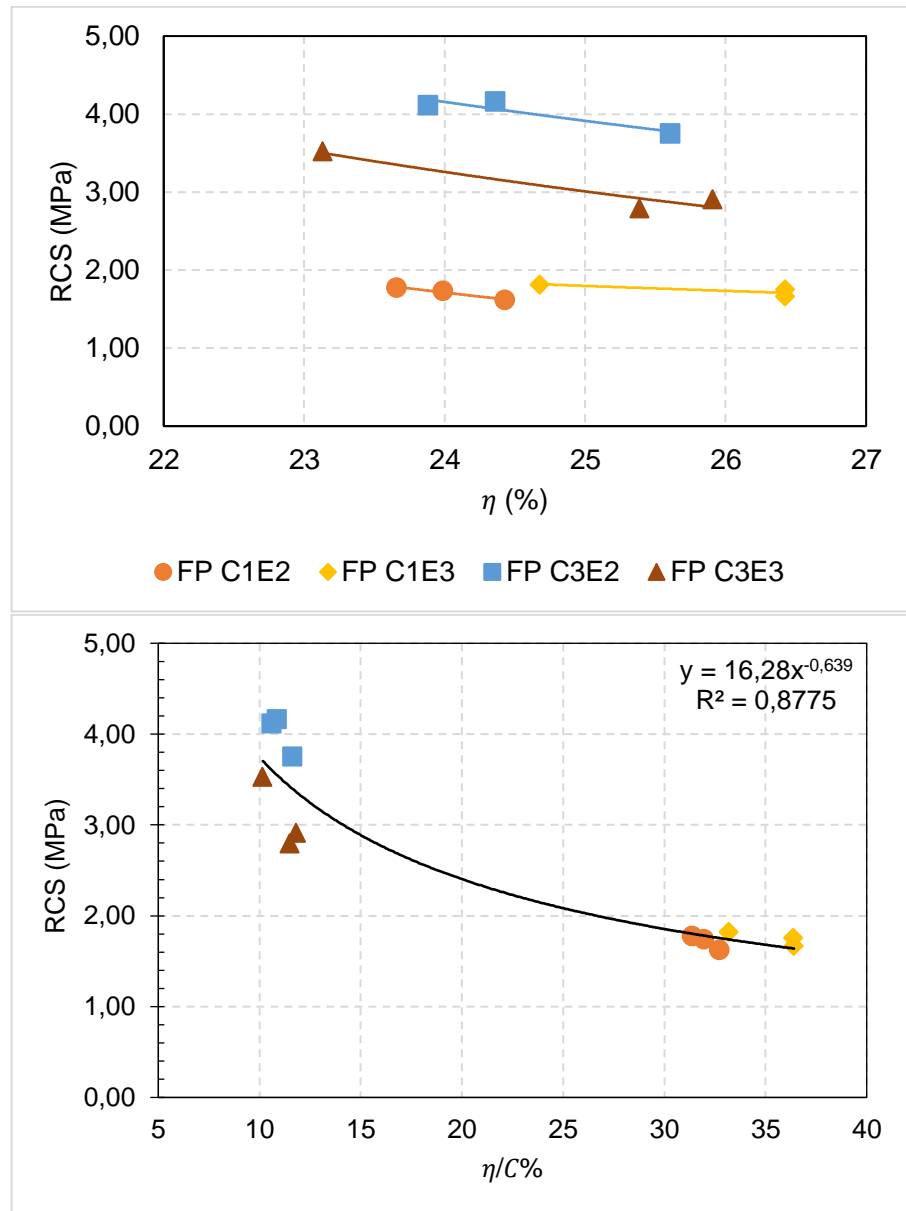 5,00
4,00
3,00
2,00
1,00
0,00
RCS (MPa)
22 23 24 25 26 27
η (%)
FP C1E2 FP C1E3 FP C3E2 FP C3E3
5,00
4,00
3,00
2,00
1,00
0,00
RCS (MPa)
y = 16,28x^-0,639
R² = 0,8775
5 10 15 20 25 30 35 40
η/C%